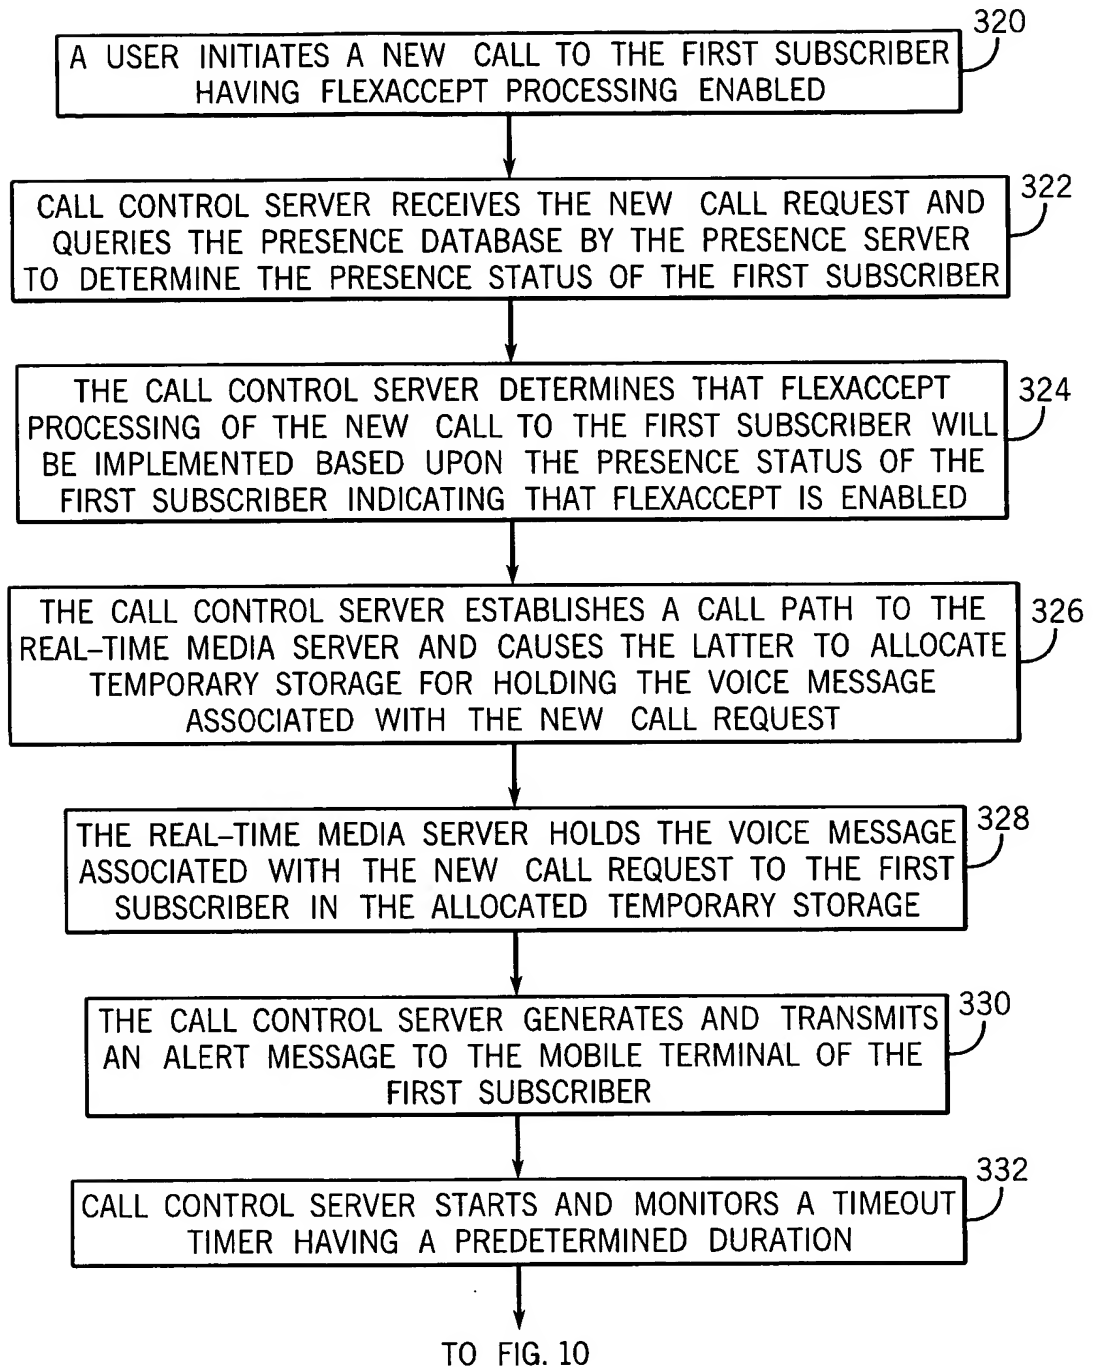 320
A USER INITIATES A NEW CALL TO THE FIRST SUBSCRIBER
HAVING FLEXACCEPT PROCESSING ENABLED
322
CALL CONTROL SERVER RECEIVES THE NEW CALL REQUEST AND
QUERIES THE PRESENCE DATABASE BY THE PRESENCE SERVER
TO DETERMINE THE PRESENCE STATUS OF THE FIRST SUBSCRIBER
324
THE CALL CONTROL SERVER DETERMINES THAT FLEXACCEPT
PROCESSING OF THE NEW CALL TO THE FIRST SUBSCRIBER WILL
BE IMPLEMENTED BASED UPON THE PRESENCE STATUS OF THE
FIRST SUBSCRIBER INDICATING THAT FLEXACCEPT IS ENABLED
326
THE CALL CONTROL SERVER ESTABLISHES A CALL PATH TO THE
REAL-TIME MEDIA SERVER AND CAUSES THE LATTER TO ALLOCATE
TEMPORARY STORAGE FOR HOLDING THE VOICE MESSAGE
ASSOCIATED WITH THE NEW CALL REQUEST
328
THE REAL-TIME MEDIA SERVER HOLDS THE VOICE MESSAGE
ASSOCIATED WITH THE NEW CALL REQUEST TO THE FIRST
SUBSCRIBER IN THE ALLOCATED TEMPORARY STORAGE
330
THE CALL CONTROL SERVER GENERATES AND TRANSMITS
AN ALERT MESSAGE TO THE MOBILE TERMINAL OF THE
FIRST SUBSCRIBER
332
CALL CONTROL SERVER STARTS AND MONITORS A TIMEOUT
TIMER HAVING A PREDETERMINED DURATION
TO FIG. 10